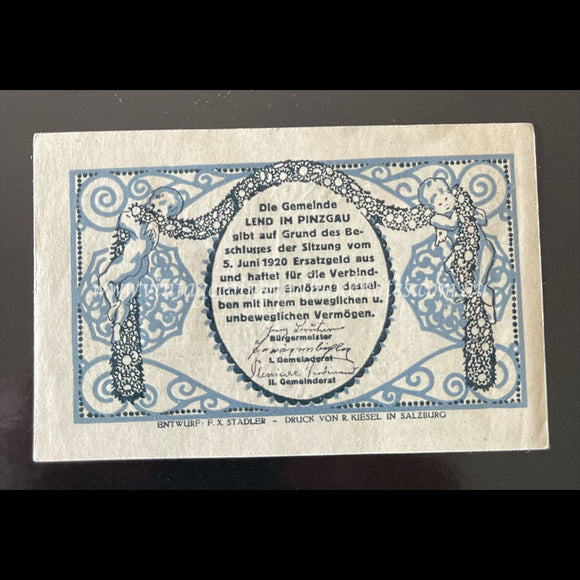 Die Gemeinde
LEND IM PINZGAU
gibt auf Grund des Be-
schlusses der Sitzung vom
5. Juni 1920 Ersatzgeld aus
und haftet für die Verbind-
lichkeit zur Einlösung dessel-
ben mit ihrem beweglichen u.
unbeweglichen Vermögen.
Bürgermeister
I. Gemeinderat
II. Gemeinderat
ENTWURF: F. X. STADLER - DRUCK VON R. KIESEL IN SALZBURG